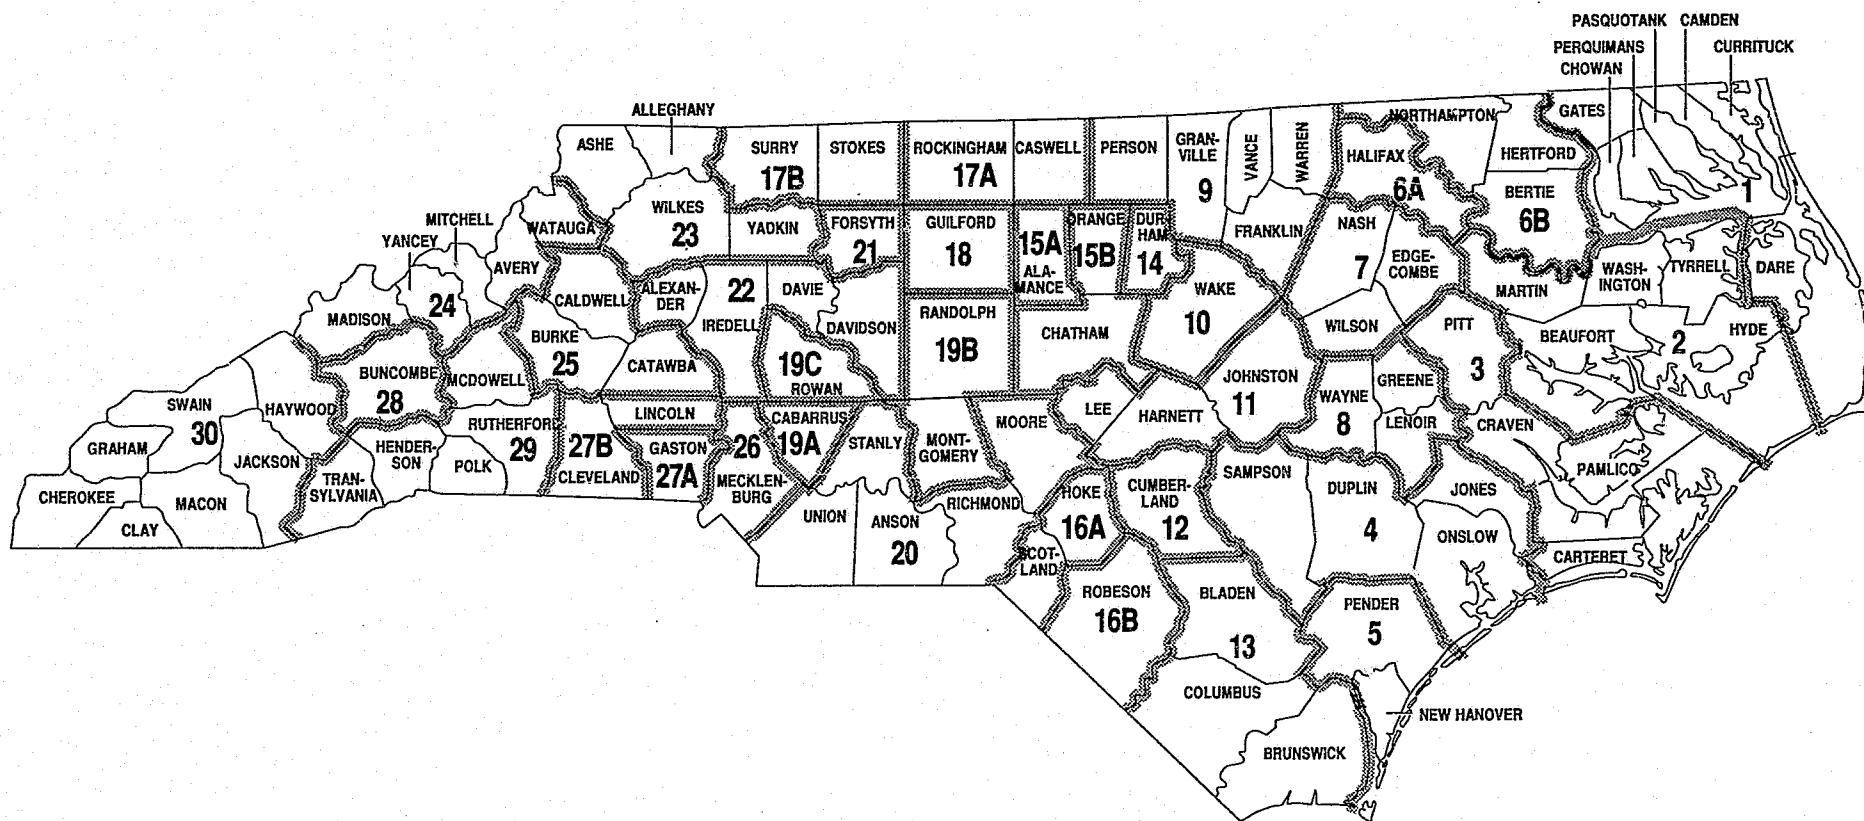 PASQUOTANK
CAMDEN
PERQUIMANS
CURRITUCK
CHOWAN
ALLEGHANY
ASHE
SURRY
17B
STOKES
ROCKINGHAM
17A
CASWELL
PERSON
GRAN-
VILLE
9
VANCE
WARREN
HALIFAX
6A
NORTHAMPTON
HERTFORD
GATES
1
BERTIE
6B
MITCHELL
YANCEY
24
WATAUGA
WILKES
23
YADKIN
FORSYTH
21
GUILFORD
18
15A
ALA-
MANCE
ORANGE
15B
DUR-
HAM
14
FRANKLIN
NASH
7
EDGE-
COMBE
MARTIN
WASH-
INGTON
TYRRELL
DARE
AVERY
MADISON
CALDWELL
ALEXAN-
DER
22
IREDELL
DAVIE
DAVIDSON
RANDOLPH
19B
CHATHAM
WAKE
10
WILSON
PITT
3
BEAUFORT
2
HYDE
BUNCOMBE
28
MCDOWELL
BURKE
25
CATAWBA
19C
ROWAN
LEE
HARNETT
JOHNSTON
11
WAYNE
8
GREENE
LENOIR
CRAVEN
PAMLICO
SWAIN
30
HAYWOOD
GRAHAM
JACKSON
CHEROKEE
MACON
CLAY
TRAN-
SYLVANIA
HENDER-
SON
POLK
RUTHERFORD
29
27B
CLEVELAND
LINCOLN
GASTON
27A
26
MECKLEN-
BURG
CABARRUS
19A
STANLY
MONT-
GOMERY
MOORE
RICHMOND
UNION
ANSON
20
HOKE
16A
SCOT-
LAND
CUMBER-
LAND
12
SAMPSON
DUPLIN
4
JONES
ONSLOW
CARTERET
ROBESON
16B
BLADEN
13
PENDER
5
COLUMBUS
NEW HANOVER
BRUNSWICK